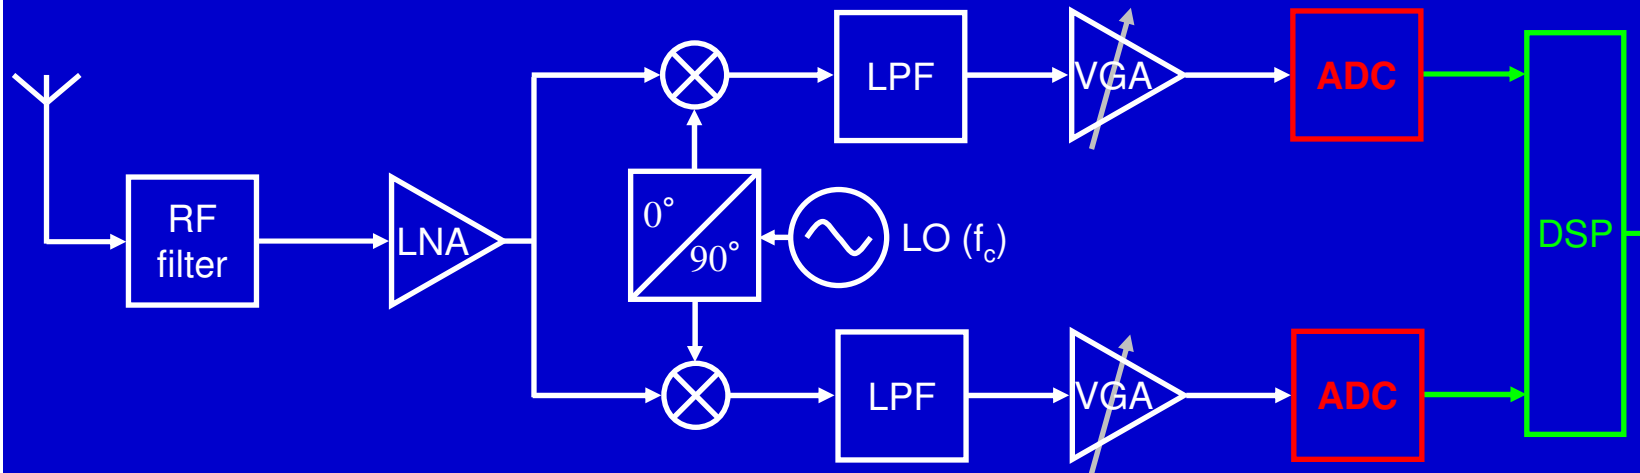 LPF
VGA
ADC
RF
filter
LNA
0°
90°
LO (fc)
DSP
LPF
VGA
ADC